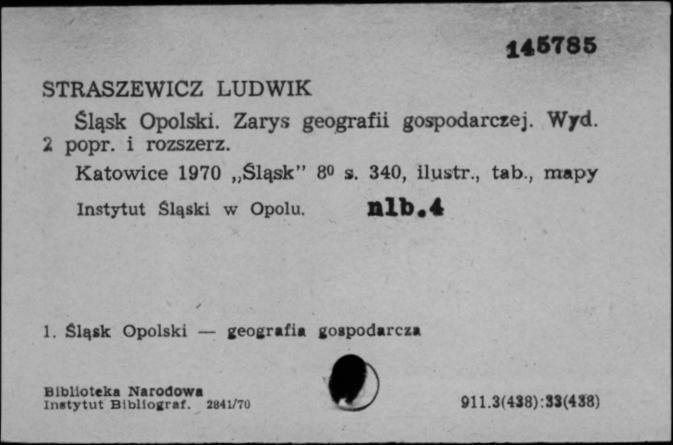 145785
STRASZEWICZ LUDWIK
Śląsk Opolski. Zarys geografii gospodarczej. Wyd.
2 popr. i rozszerz.
Katowice 1970 „Śląsk" 8⁰ s. 340, ilustr., tab., mapy
Instytut Śląski w Opolu. nlb.4
1. Śląsk Opolski — geografia gospodarcza
Biblioteka Narodowa
Instytut Bibliograf. 2841/70 911.3(438):33(438)